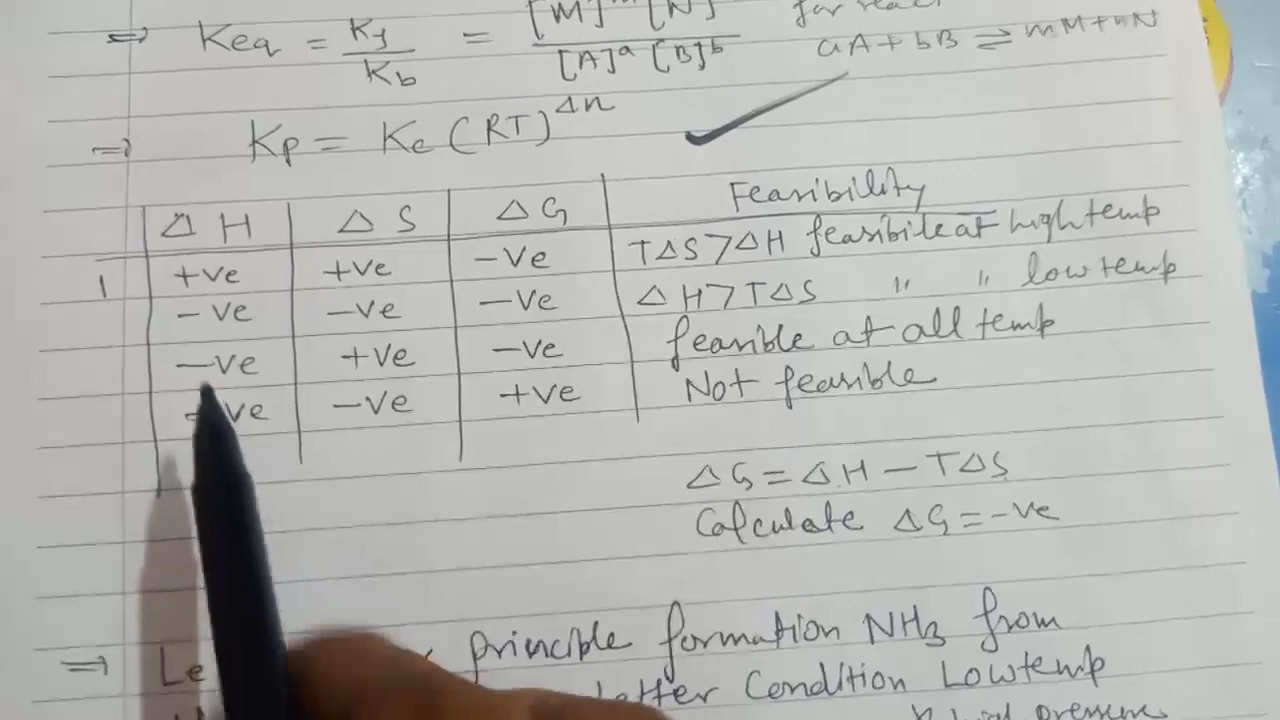 ⇒ Keq = Kf/Kb = [M]ᵐ [N]ⁿ / [A]ᵃ [B]ᵇ for react
aA + bB ⇌ mM + nN
⇒ Kp = Kc (RT)^Δn
ΔH ΔS ΔG Feasibility
1 +ve +ve -ve TΔS > ΔH feasibile at high temp
-ve -ve -ve ΔH > TΔS " " low temp
-ve +ve -ve feasible at all temp
+ve -ve +ve Not feasible
ΔG = ΔH - TΔS
Calculate ΔG = -ve
⇒ Le principle formation NH3 from
Condition Low temp